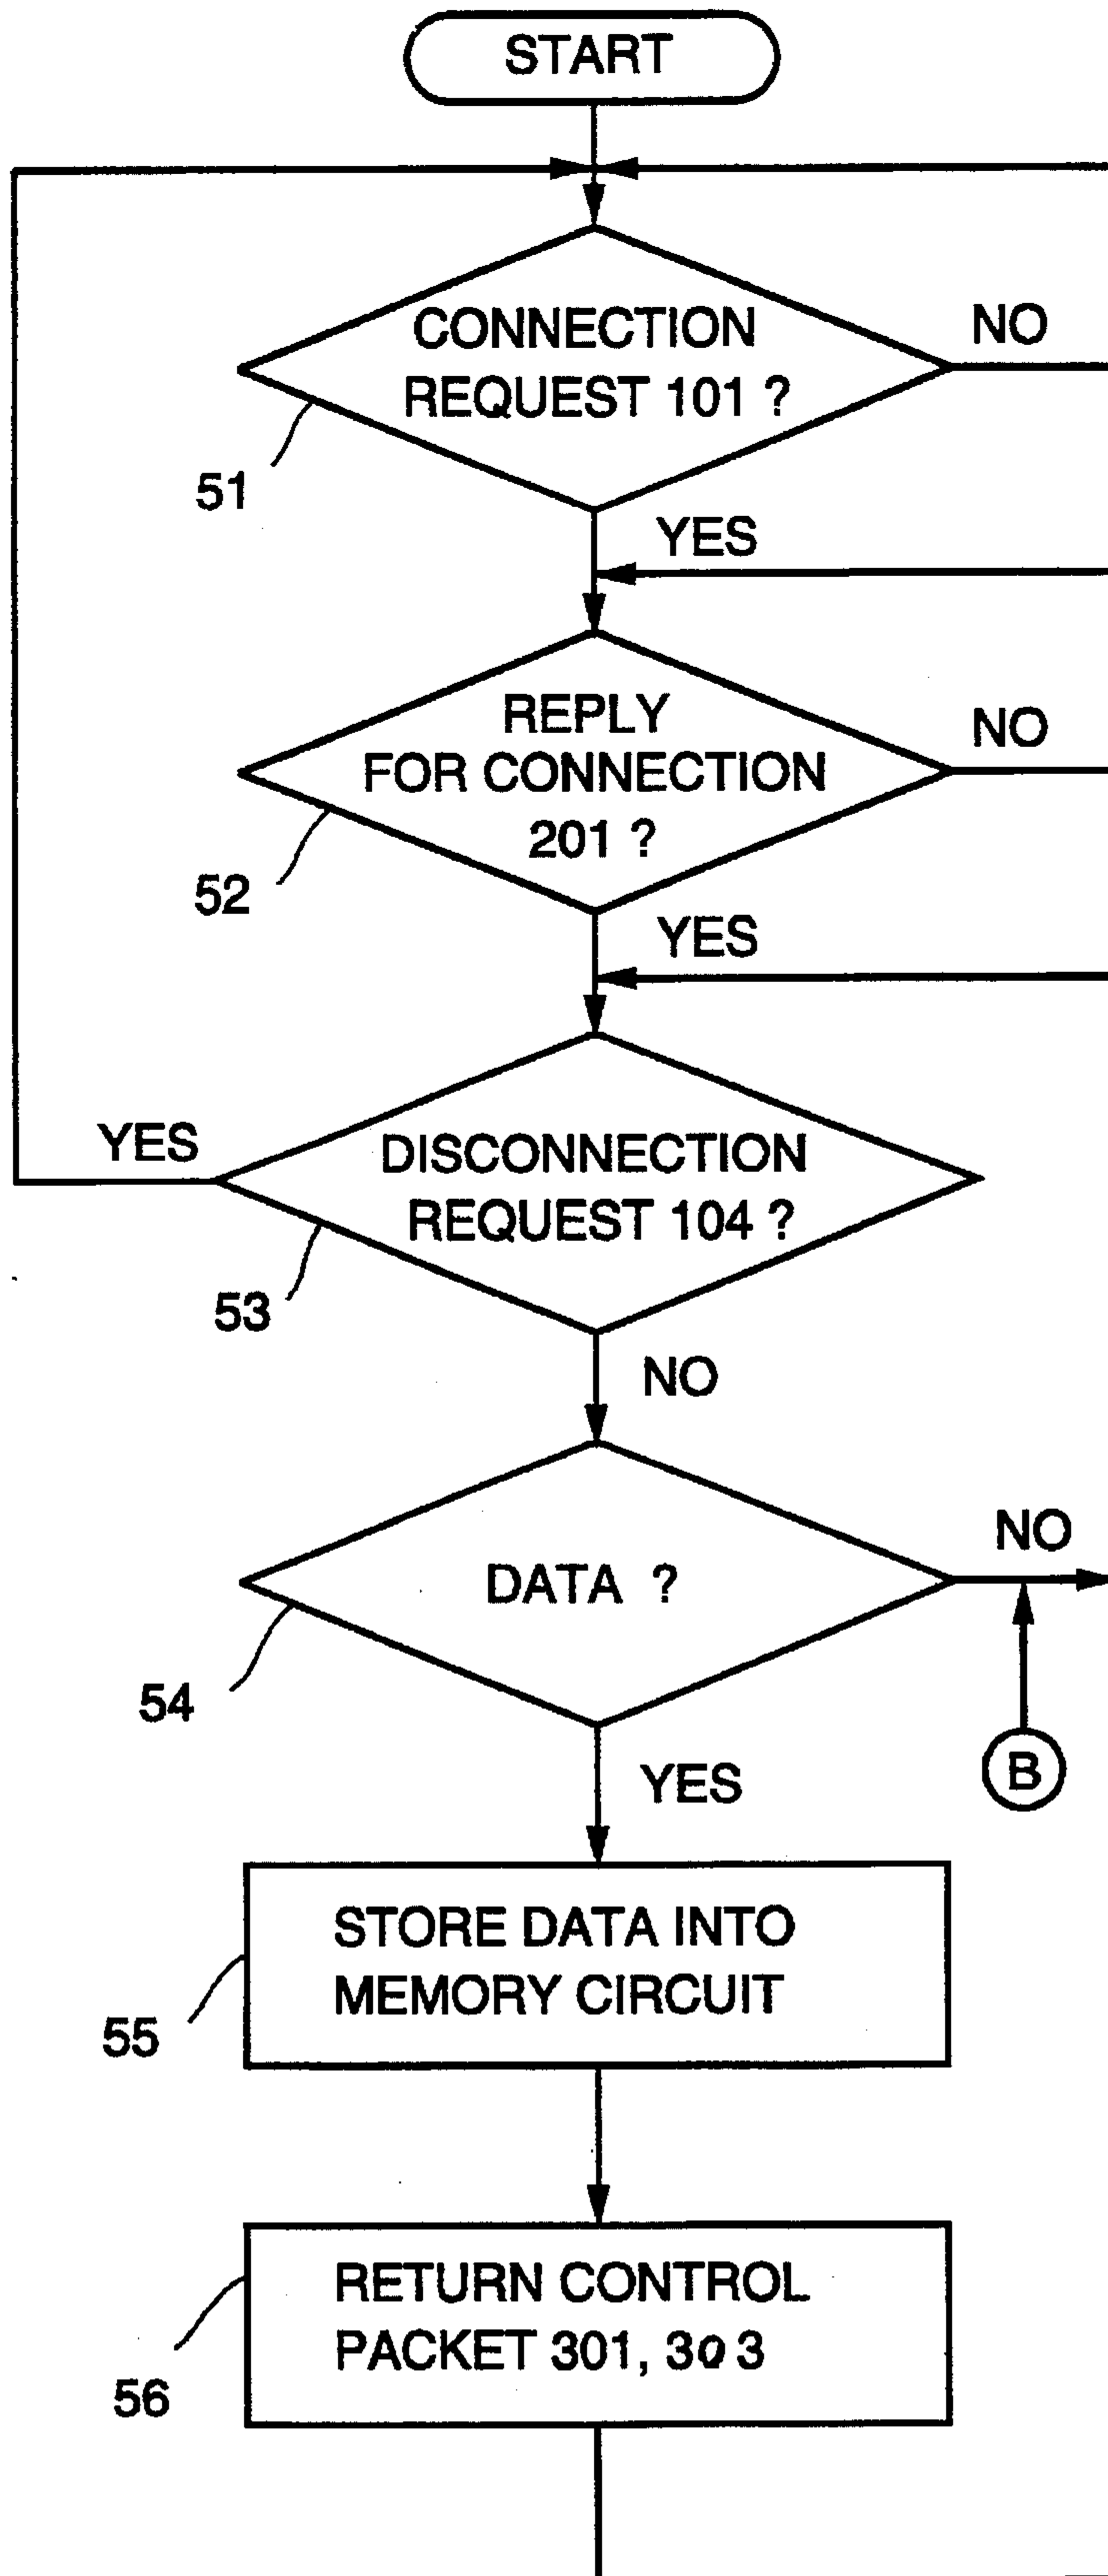 START
CONNECTION
REQUEST 101 ?
NO
51
YES
REPLY
FOR CONNECTION
201 ?
NO
52
YES
DISCONNECTION
REQUEST 104 ?
YES
53
NO
DATA ?
NO
54
B
YES
STORE DATA INTO
MEMORY CIRCUIT
55
RETURN CONTROL
PACKET 301, 303
56